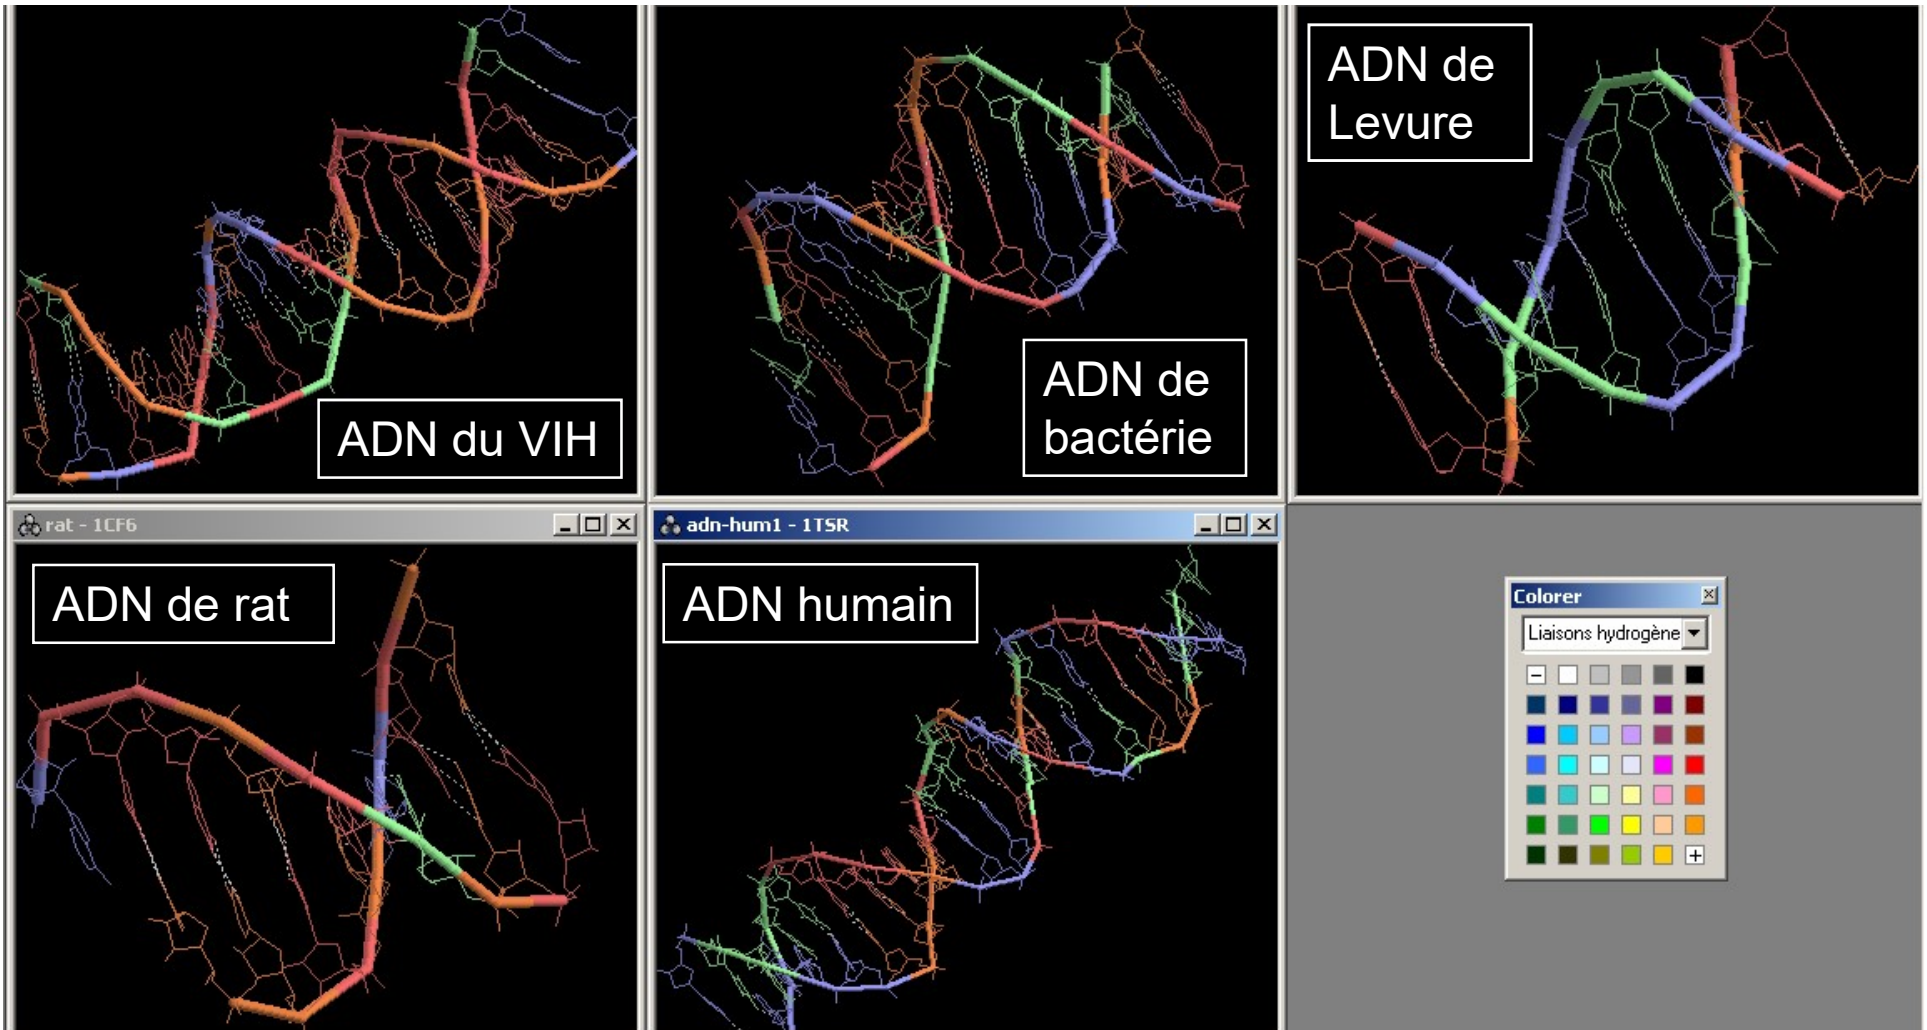 ADN du VIH
ADN de
bactérie
ADN de
Levure
rat - 1CF6
ADN de rat
adn-hum1 - 1TSR
ADN humain
Colorer
Liaisons hydrogène